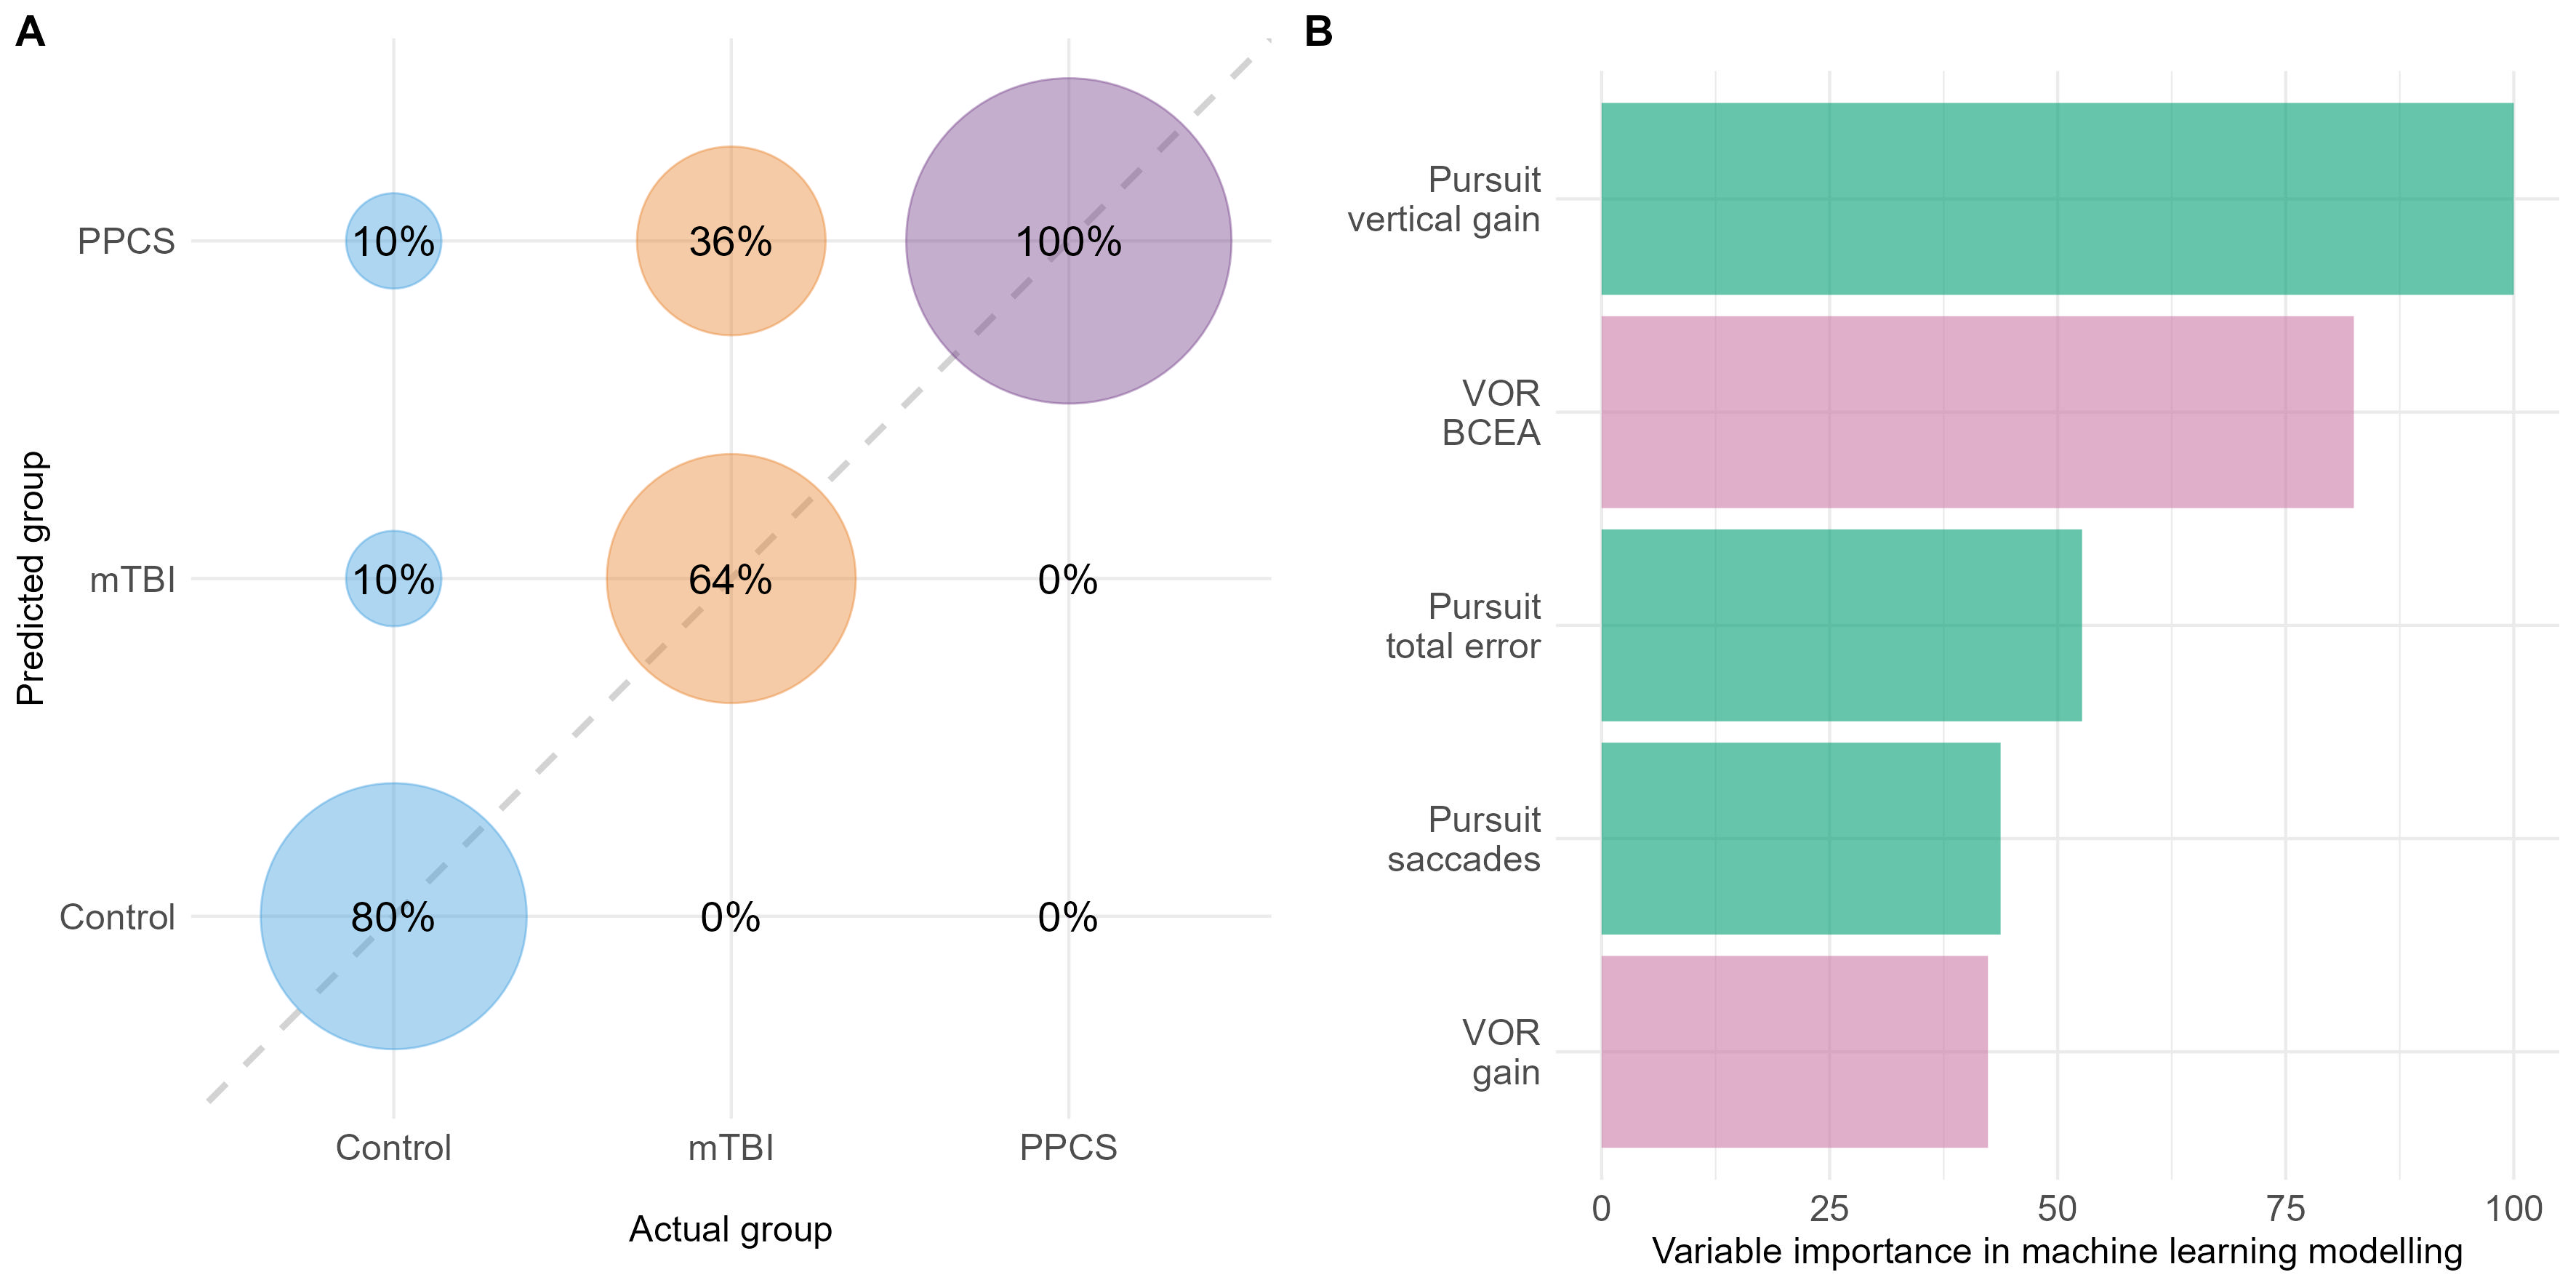 A
PPCS
10%
36%
100%
mTBI
10%
64%
0%
Control
80%
0%
0%
Predicted group
Control
mTBI
PPCS
Actual group
B
Pursuit
vertical gain
VOR
BCEA
Pursuit
total error
Pursuit
saccades
VOR
gain
0
25
50
75
100
Variable importance in machine learning modelling